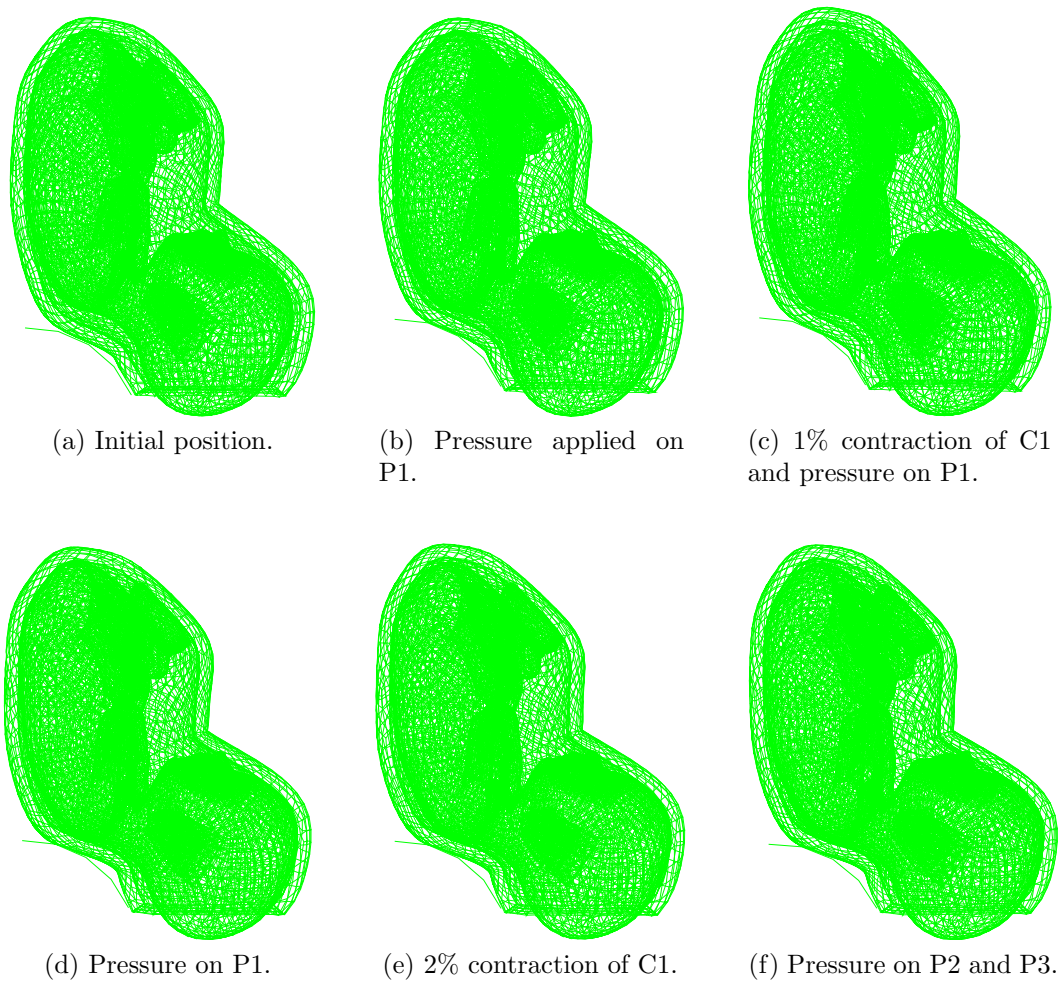 (a) Initial position.
(b) Pressure applied on
P1.
(c) 1% contraction of C1
and pressure on P1.
(d) Pressure on P1.
(e) 2% contraction of C1.
(f) Pressure on P2 and P3.